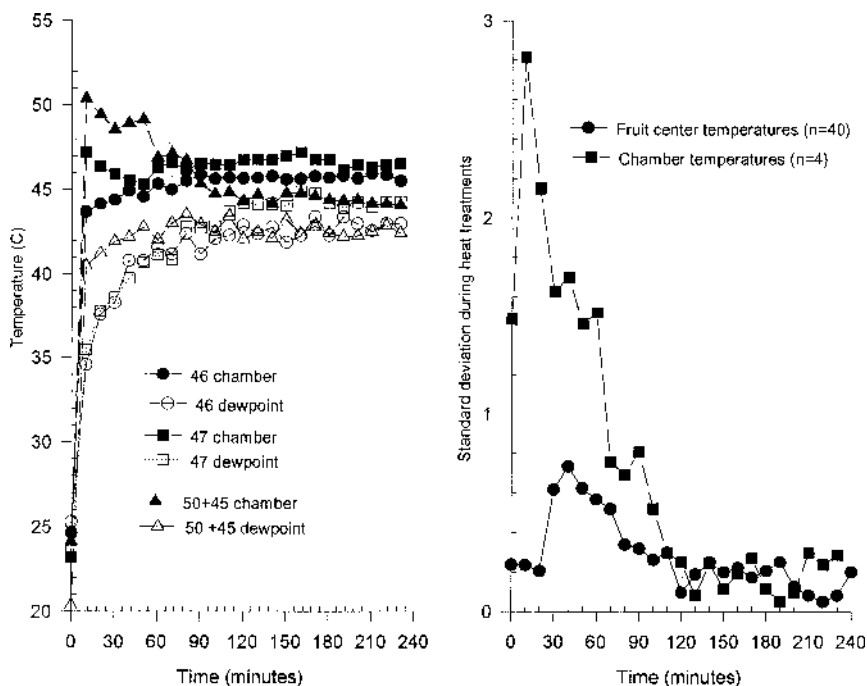 55
50
45
40
35
30
25
20
Temperature (C)
46 chamber
46 dewpoint
47 chamber
47 dewpoint
50+45 chamber
50 +45 dewpoint
0 30 60 90 120 150 180 210 240
Time (minutes)
3
2
1
0
Standard deviation during heat treatments
Fruit center temperatures (n=40)
Chamber temperatures (n=4)
0 30 60 90 120 150 180 210 240
Time (minutes)